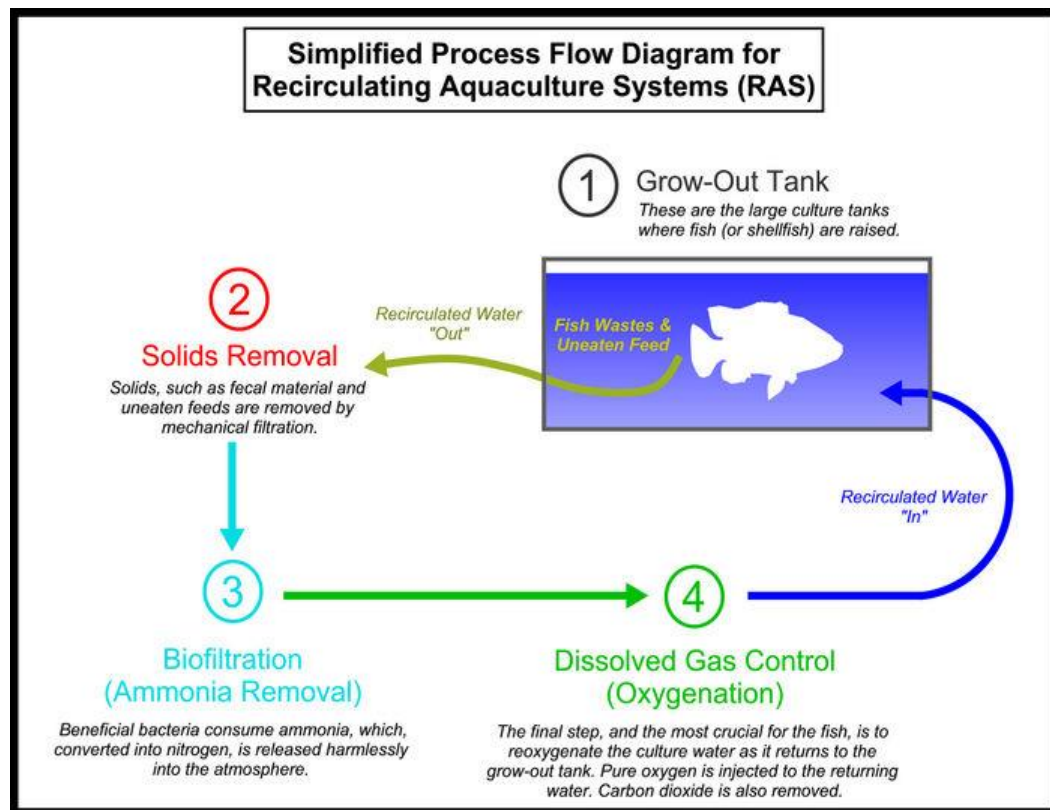 Simplified Process Flow Diagram for
Recirculating Aquaculture Systems (RAS)
1
Grow-Out Tank
These are the large culture tanks
where fish (or shellfish) are raised.
2
Solids Removal
Solids, such as fecal material and
uneaten feeds are removed by
mechanical filtration.
Recirculated Water
"Out"
Fish Wastes &
Uneaten Feed
Recirculated Water
"In"
3
Biofiltration
(Ammonia Removal)
Beneficial bacteria consume ammonia, which,
converted into nitrogen, is released harmlessly
into the atmosphere.
4
Dissolved Gas Control
(Oxygenation)
The final step, and the most crucial for the fish, is to
reoxygenate the culture water as it returns to the
grow-out tank. Pure oxygen is injected to the returning
water. Carbon dioxide is also removed.